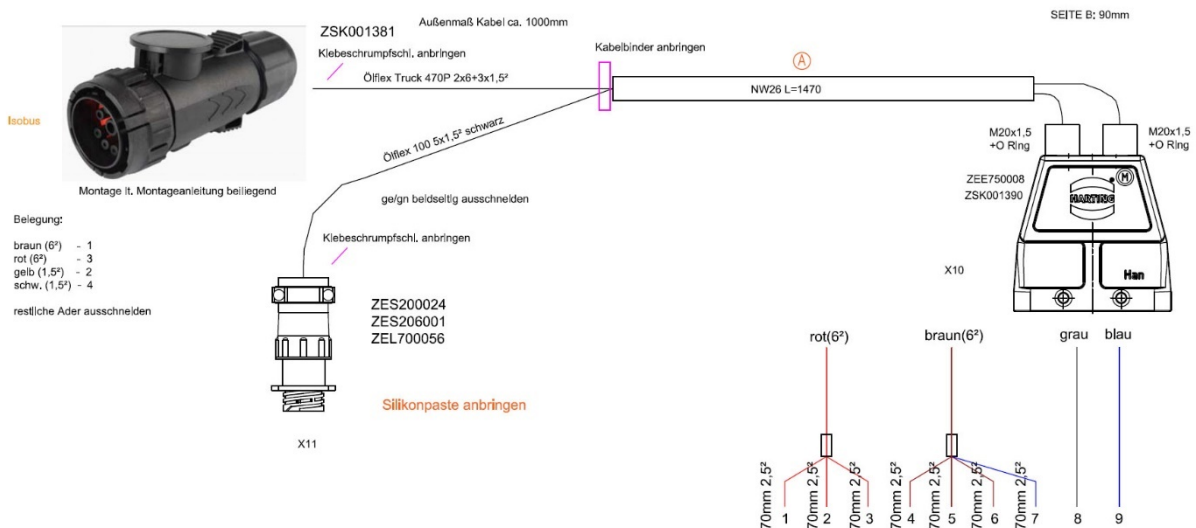 Außenmaß Kabel ca. 1000mm
SEITE B: 90mm
ZSK001381
Klebeschrumpfschl. anbringen
Kabelbinder anbringen
A
Ölflex Truck 470P 2x6+3x1,5²
NW26 L=1470
Isobus
Ölflex 100 5x1,5² schwarz
M20x1,5
+O Ring
M20x1,5
+O Ring
Montage lt. Montageanleitung beiliegend
ZEE750008
ZSK001390
M
HARTING
ge/gn beidseitig ausschneiden
Belegung:
braun (6²) - 1
rot (6²) - 3
gelb (1,5²) - 2
schw. (1,5²) - 4
restliche Ader ausschneiden
Klebeschrumpfschl. anbringen
X10
Han
ZES200024
ZES206001
ZEL700056
Silikonpaste anbringen
X11
rot(6²)
braun(6²)
grau
blau
70mm 2,5²
70mm 2,5²
70mm 2,5²
70mm 2,5²
70mm 2,5²
70mm 2,5²
70mm 2,5²
1 2 3 4 5 6 7 8 9